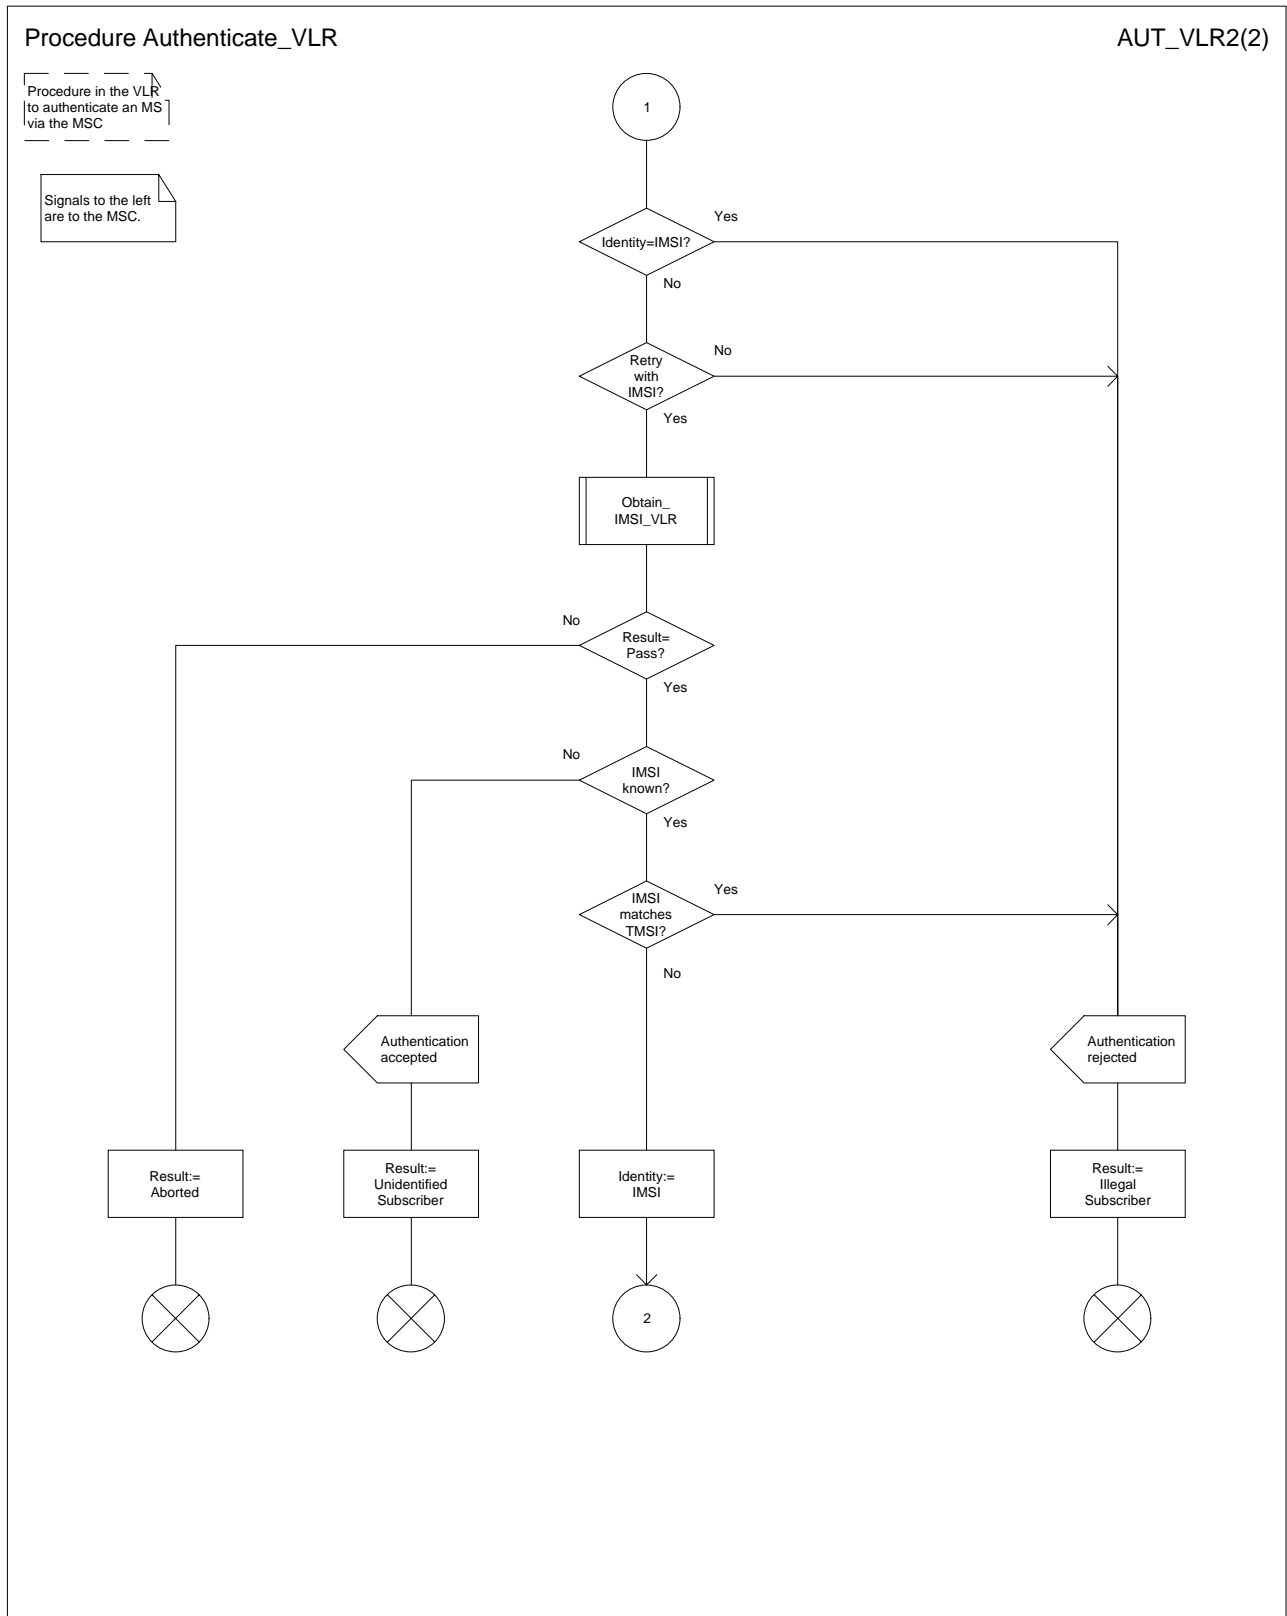 Procedure Authenticate_VLR
AUT_VLR2(2)
Procedure in the VLR
to authenticate an MS
via the MSC
Signals to the left
are to the MSC.
1
Identity=IMSI?
Yes
No
Retry
with
IMSI?
No
Yes
Obtain_
IMSI_VLR
Result=
Pass?
No
Yes
IMSI
known?
No
Yes
IMSI
matches
TMSI?
Yes
No
Authentication
accepted
Authentication
rejected
Result:=
Aborted
Result:=
Unidentified
Subscriber
Identity:=
IMSI
Result:=
Illegal
Subscriber
2